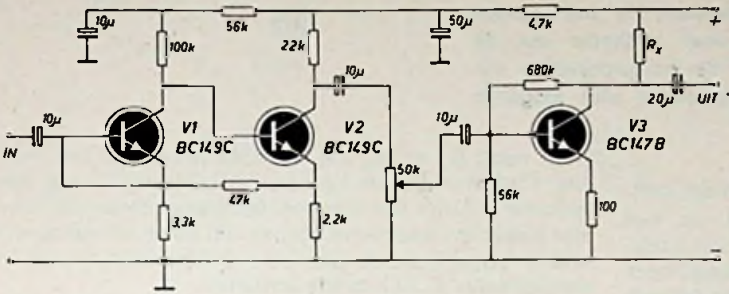 10µ
56k
50µ
4,7k
+
100k
22k
Rx
10µ
680k
10µ
10µ
20µ
UIT
IN
V1
BC149C
V2
BC149C
V3
BC147B
50k
47k
56k
100
3,3k
2,2k
−